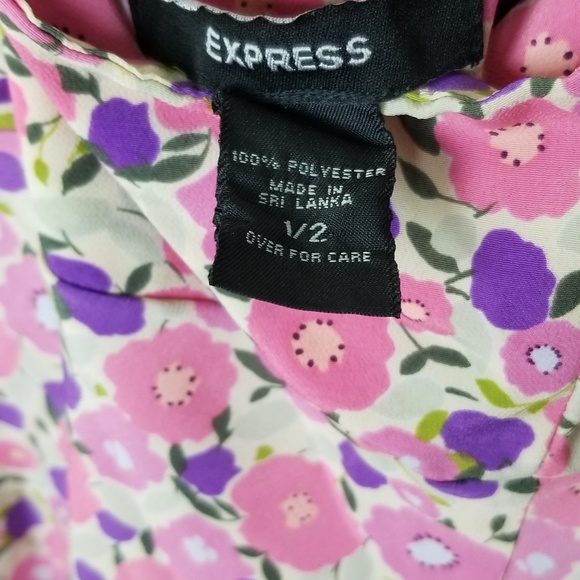 EXPRESS
100% POLYESTER
MADE IN
SRI LANKA
1/2
OVER FOR CARE